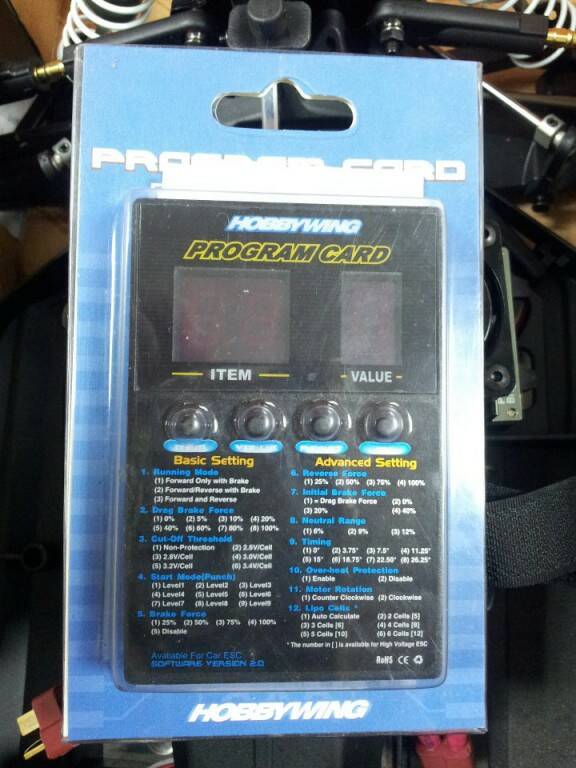 PROGRAM CARD
HOBBYWING
PROGRAM CARD
ITEM
VALUE
Basic Setting
1. Running Mode
(1) Forward Only with Brake
(2) Forward/Reverse with Brake
(3) Forward and Reverse
2. Drag Brake Force
(1) 0% (2) 5% (3) 10% (4) 20%
(5) 40% (6) 60% (7) 80% (8) 100%
3. Cut-Off Threshold
(1) Non-Protection (2) 2.6V/Cell
(3) 2.8V/Cell (4) 3.0V/Cell
(5) 3.2V/Cell (6) 3.4V/Cell
4. Start Mode(Punch)
(1) Level1 (2) Level2 (3) Level3
(4) Level4 (5) Level5 (6) Level6
(7) Level7 (8) Level8 (9) Level9
5. Brake Force
(1) 25% (2) 50% (3) 75% (4) 100%
(5) Disable
Available For Car ESC
SOFTWARE VERSION 2.0
Advanced Setting
6. Reverse Force
(1) 25% (2) 50% (3) 75% (4) 100%
7. Initial Brake Force
(1) = Drag Brake Force (2) 0%
(3) 20% (4) 40%
8. Neutral Range
(1) 6% (2) 9% (3) 12%
9. Timing
(1) 0° (2) 3.75° (3) 7.5° (4) 11.25°
(5) 15° (6) 18.75° (7) 22.50° (8) 26.25°
10. Over-heat Protection
(1) Enable (2) Disable
11. Motor Rotation
(1) Counter Clockwise (2) Clockwise
12. Lipo Cells *
(1) Auto Calculate (2) 2 Cells [5]
(3) 3 Cells [6] (4) 4 Cells [8]
(5) 5 Cells [10] (6) 6 Cells [12]
* The number in [ ] is available for High Voltage ESC
RoHS CE
HOBBYWING